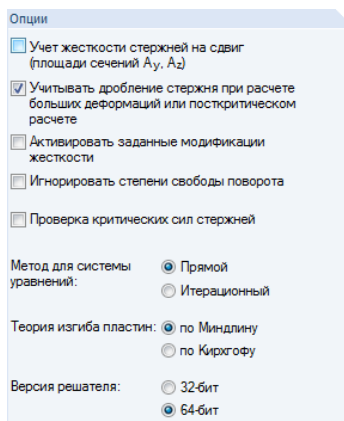 Опции
Учет жесткости стержней на сдвиг
(площади сечений Ay, Az)
Учитывать дробление стержня при расчете
больших деформаций или посткритическом
расчете
Активировать заданные модификации
жесткости
Игнорировать степени свободы поворота
Проверка критических сил стержней
Метод для системы
уравнений:
Прямой
Итерационный
Теория изгиба пластин:
по Миндлину
по Кирхгофу
Версия решателя:
32-бит
64-бит